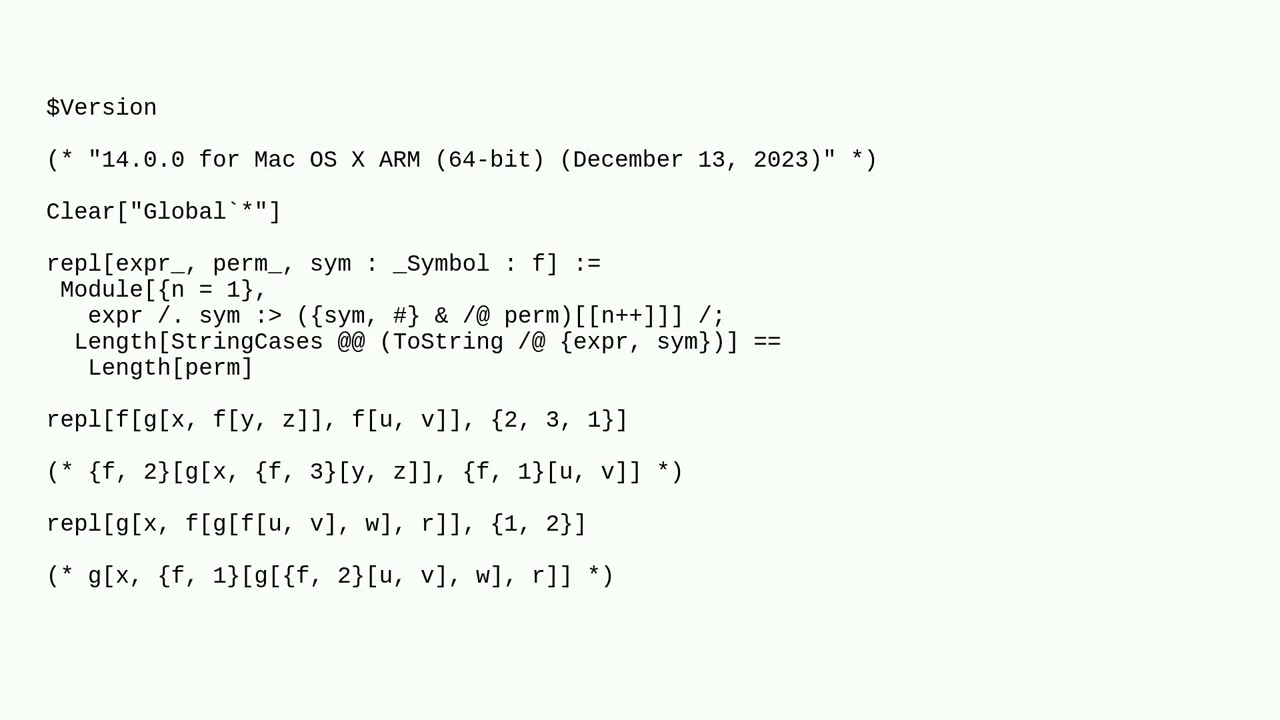 $Version
(* "14.0.0 for Mac OS X ARM (64-bit) (December 13, 2023)" *)
Clear["Global`*"]
repl[expr_, perm_, sym : _Symbol : f] :=
 Module[{n = 1},
   expr /. sym :> ({sym, #} & /@ perm)[[n++]]] /;
  Length[StringCases @@ (ToString /@ {expr, sym})] ==
   Length[perm]
repl[f[g[x, f[y, z]], f[u, v]], {2, 3, 1}]
(* {f, 2}[g[x, {f, 3}[y, z]], {f, 1}[u, v]] *)
repl[g[x, f[g[f[u, v], w], r]], {1, 2}]
(* g[x, {f, 1}[g[{f, 2}[u, v], w], r]] *)